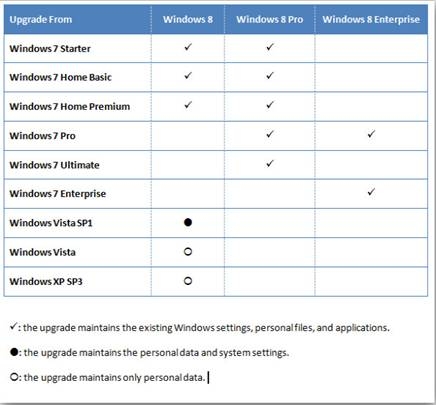 Upgrade From Windows 8 Windows 8 Pro Windows 8 Enterprise
Windows 7 Starter ✓ ✓
Windows 7 Home Basic ✓ ✓
Windows 7 Home Premium ✓ ✓
Windows 7 Pro ✓ ✓
Windows 7 Ultimate ✓
Windows 7 Enterprise ✓
Windows Vista SP1 ●
Windows Vista ○
Windows XP SP3 ○
✓: the upgrade maintains the existing Windows settings, personal files, and applications.
●: the upgrade maintains the personal data and system settings.
○: the upgrade maintains only personal data.